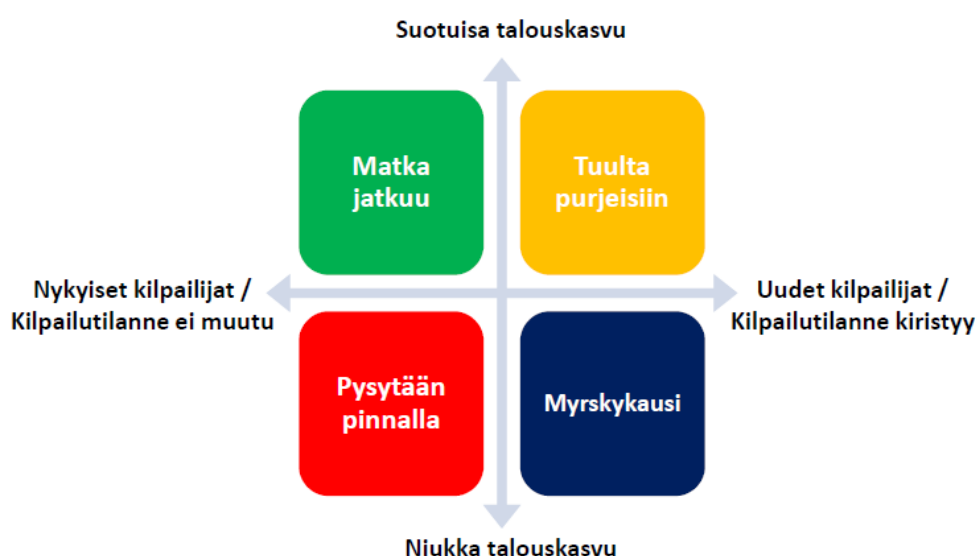 Suotuisa talouskasvu
Matka
jatkuu
Tuulta
purjeisiin
Nykyiset kilpailijat /
Kilpailutilanne ei muutu
Uudet kilpailijat /
Kilpailutilanne kiristyy
Pysytään
pinnalla
Myrskykausi
Niukka talouskasvu